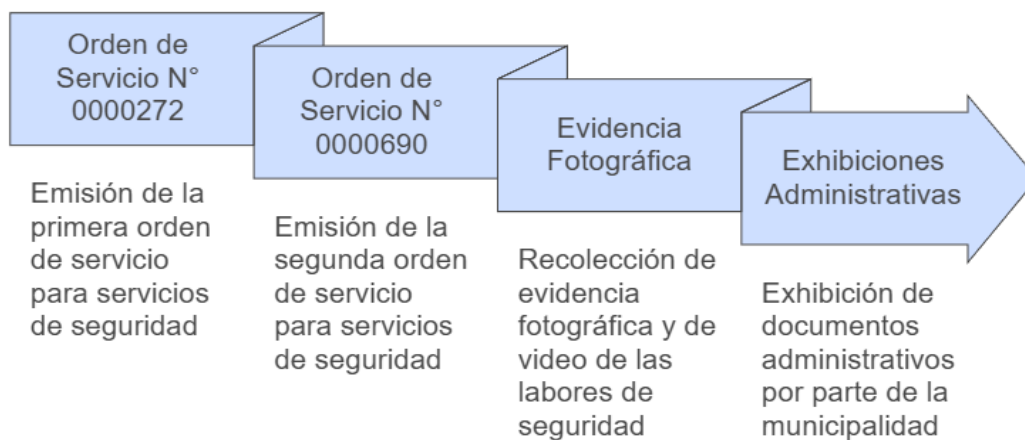 Orden de
Servicio N°
0000272
Emisión de la
primera orden
de servicio
para servicios
de seguridad
Orden de
Servicio N°
0000690
Emisión de la
segunda orden
de servicio
para servicios
de seguridad
Evidencia
Fotográfica
Recolección de
evidencia
fotográfica y de
video de las
labores de
seguridad
Exhibiciones
Administrativas
Exhibición de
documentos
administrativos
por parte de la
municipalidad